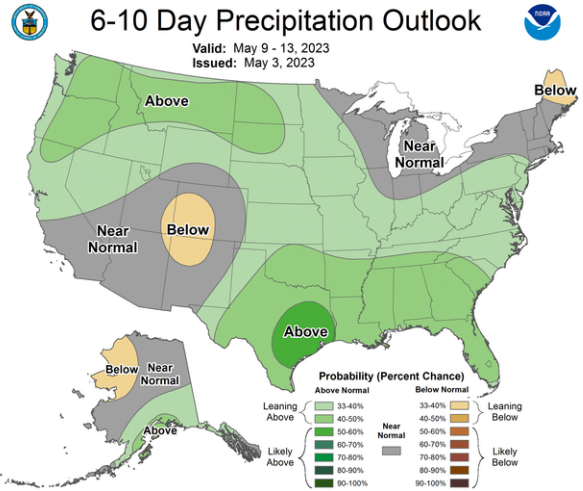 6-10 Day Precipitation Outlook
NOAA
Valid: May 9 - 13, 2023
Issued: May 3, 2023
Above
Below
Near
Normal
Near
Normal
Below
Above
Below
Near
Normal
Above
Probability (Percent Chance)
Above Normal
Below Normal
Leaning
Above
33-40%
40-50%
Likely
Above
50-60%
60-70%
70-80%
80-90%
90-100%
Near
Normal
33-40%
40-50%
Leaning
Below
50-60%
60-70%
70-80%
80-90%
90-100%
Likely
Below